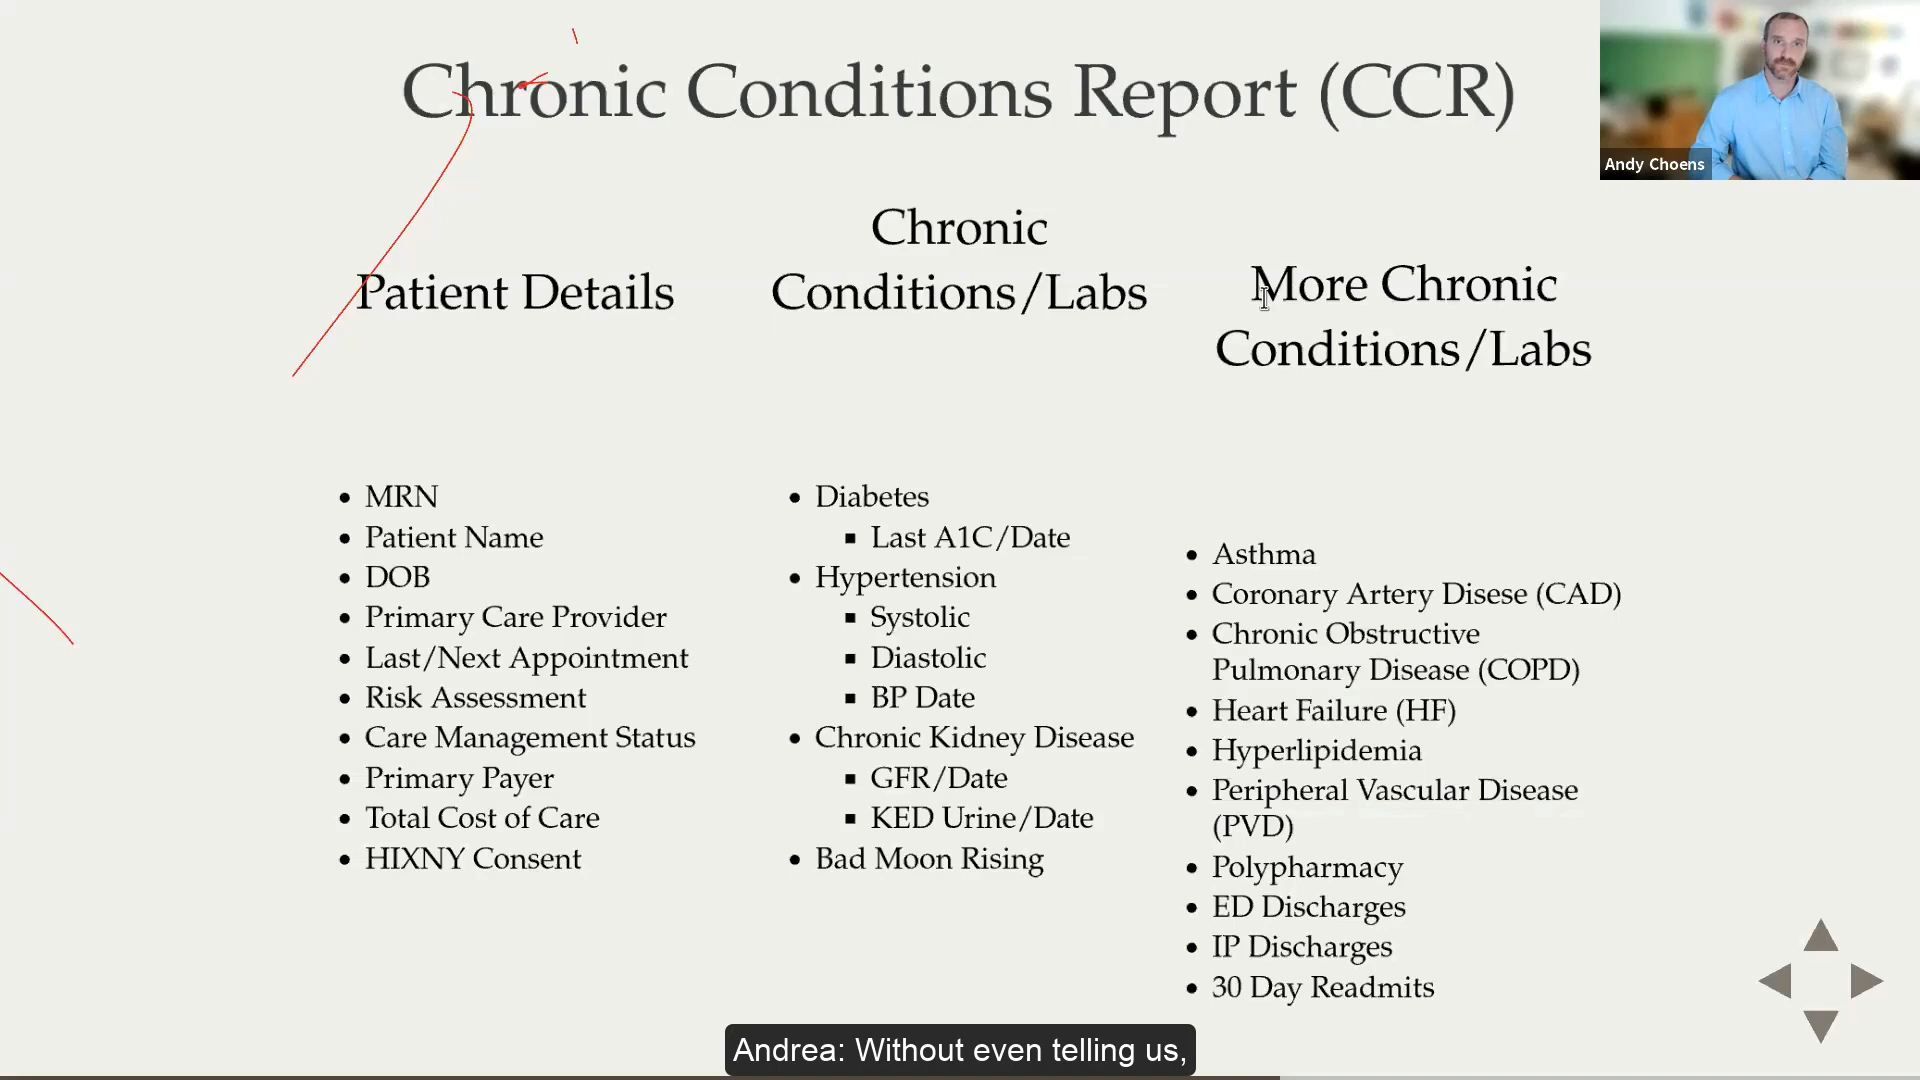 Chronic Conditions Report (CCR)
Andy Choens
Patient Details
MRN
Patient Name
DOB
Primary Care Provider
Last/Next Appointment
Risk Assessment
Care Management Status
Primary Payer
Total Cost of Care
HIXNY Consent
Chronic
Conditions/Labs
Diabetes
Last A1C/Date
Hypertension
Systolic
Diastolic
BP Date
Chronic Kidney Disease
GFR/Date
KED Urine/Date
Bad Moon Rising
More Chronic
Conditions/Labs
Asthma
Coronary Artery Disese (CAD)
Chronic Obstructive
Pulmonary Disease (COPD)
Heart Failure (HF)
Hyperlipidemia
Peripheral Vascular Disease
(PVD)
Polypharmacy
ED Discharges
IP Discharges
30 Day Readmits
Andrea: Without even telling us,